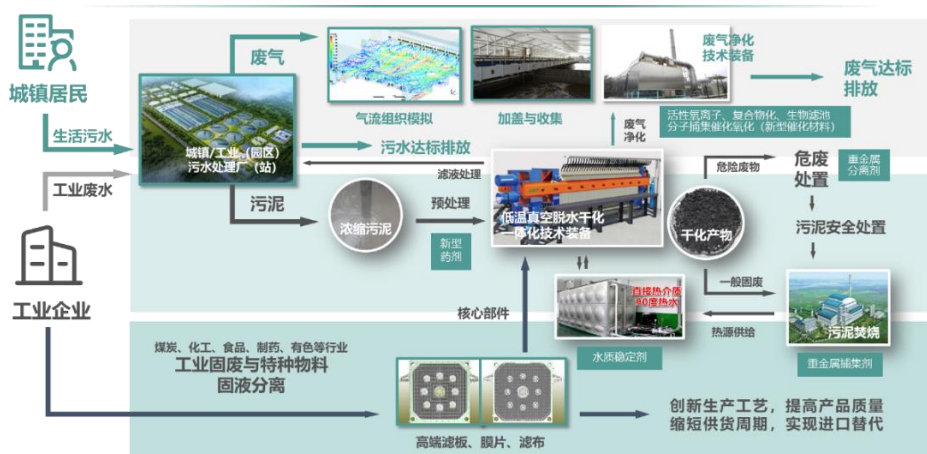 城镇居民
生活污水
工业废水
工业企业
废气
城镇/工业（园区）
污水处理厂（站）
污泥
气流组织模拟
加盖与收集
废气净化
技术装备
废气达标
排放
活性氧离子、复合物化、生物滤池
分子捕集催化氧化（新型催化材料）
污水达标排放
滤液处理
废气
净化
浓缩污泥
预处理
新型
药剂
低温真空脱水干化
一体化技术装备
危险废物
干化产物
一般固废
危废
处置
重金属
分离剂
污泥安全处置
核心部件
直接热介质
90度热水
水质稳定剂
热源供给
污泥焚烧
重金属捕集剂
煤炭、化工、食品、制药、有色等行业
工业固废与特种物料
固液分离
高端滤板、膜片、滤布
创新生产工艺，提高产品质量
缩短供货周期，实现进口替代